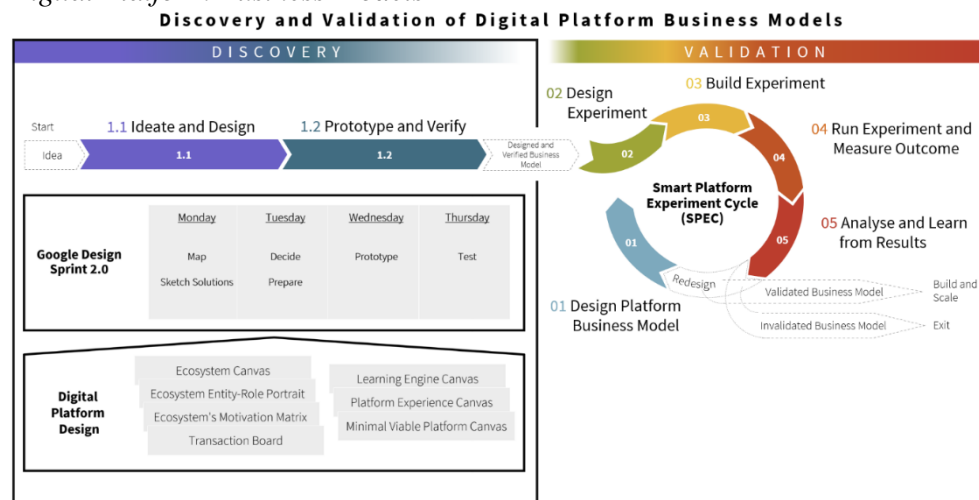 Discovery and Validation of Digital Platform Business Models
DISCOVERY
VALIDATION
Start
Idea
1.1 Ideate and Design
1.1
1.2 Prototype and Verify
1.2
Designed and
Verified Business
Model
Google Design
Sprint 2.0
Monday
Map
Sketch Solutions
Tuesday
Decide
Prepare
Wednesday
Prototype
Thursday
Test
Digital
Platform
Design
Ecosystem Canvas
Ecosystem Entity-Role Portrait
Ecosystem's Motivation Matrix
Transaction Board
Learning Engine Canvas
Platform Experience Canvas
Minimal Viable Platform Canvas
02 Design
Experiment
03 Build Experiment
04 Run Experiment and
Measure Outcome
05 Analyse and Learn
from Results
01 Design Platform
Business Model
02
03
04
05
01
Smart Platform
Experiment Cycle
(SPEC)
Redesign
Validated Business Model
Build and
Scale
Invalidated Business Model
Exit